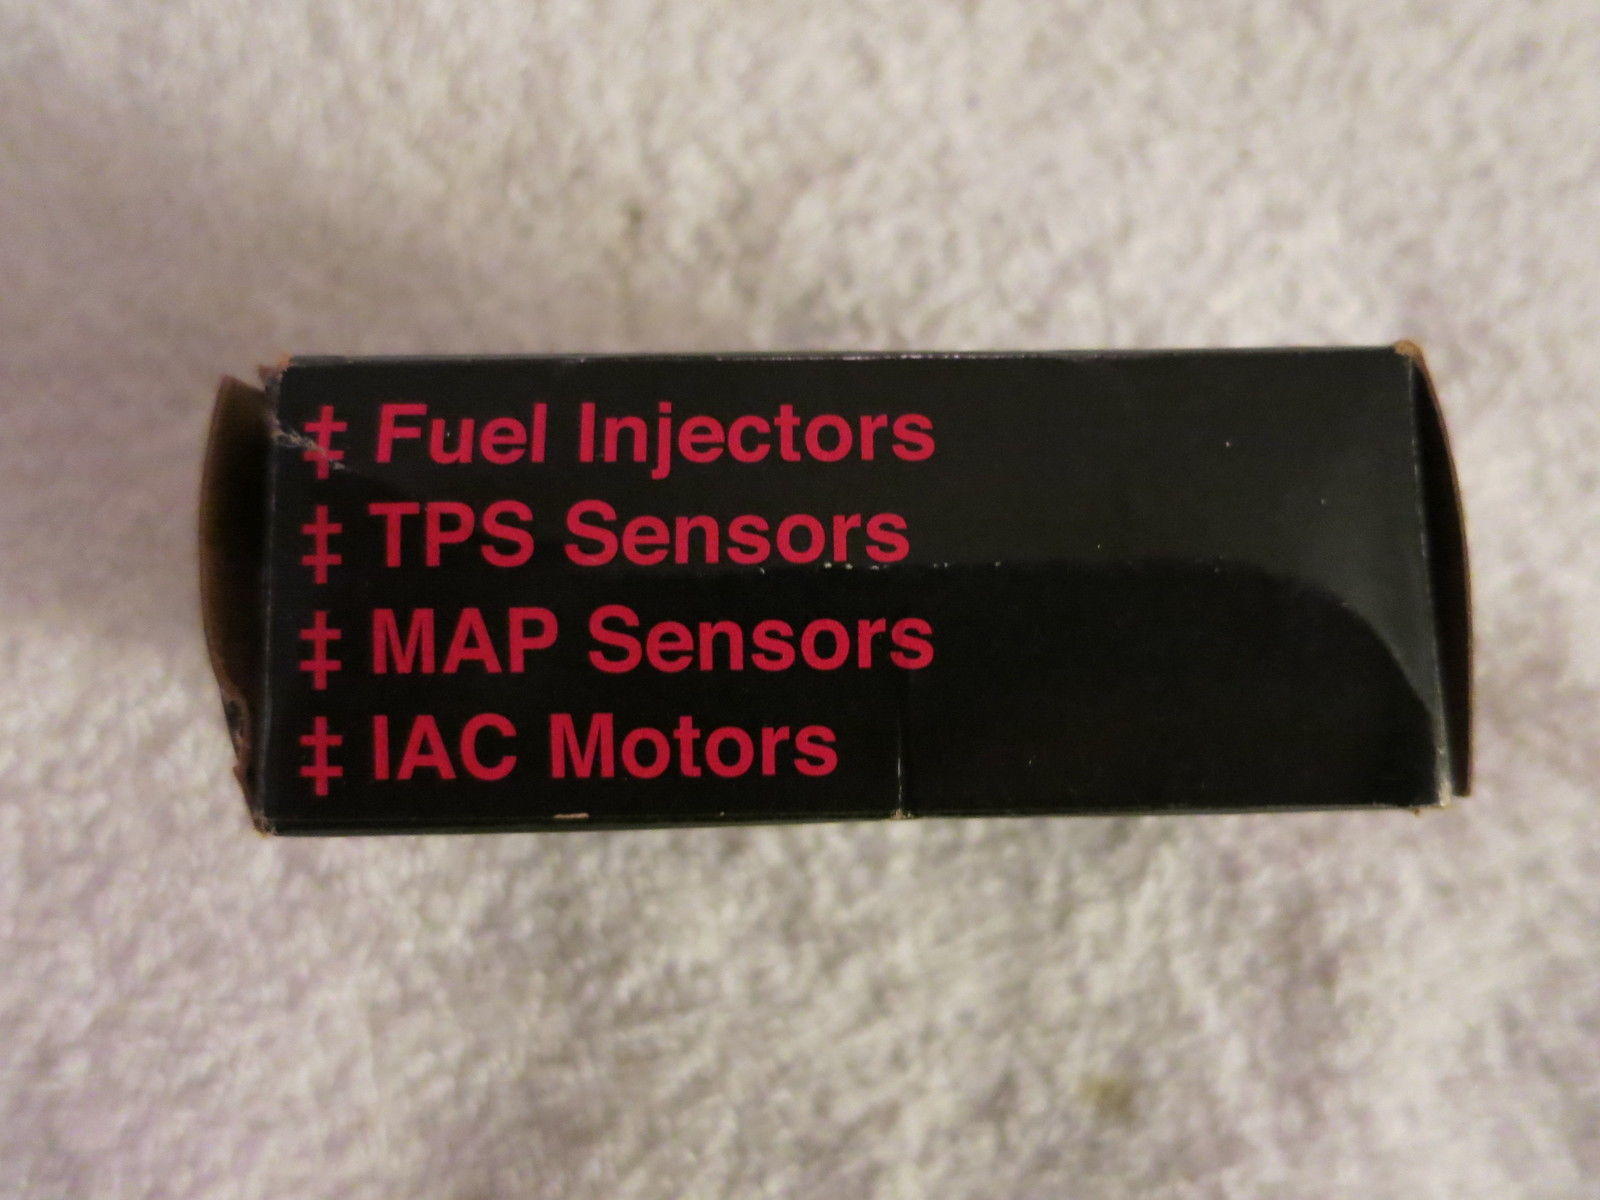 ‡ Fuel Injectors
‡ TPS Sensors
‡ MAP Sensors
‡ IAC Motors